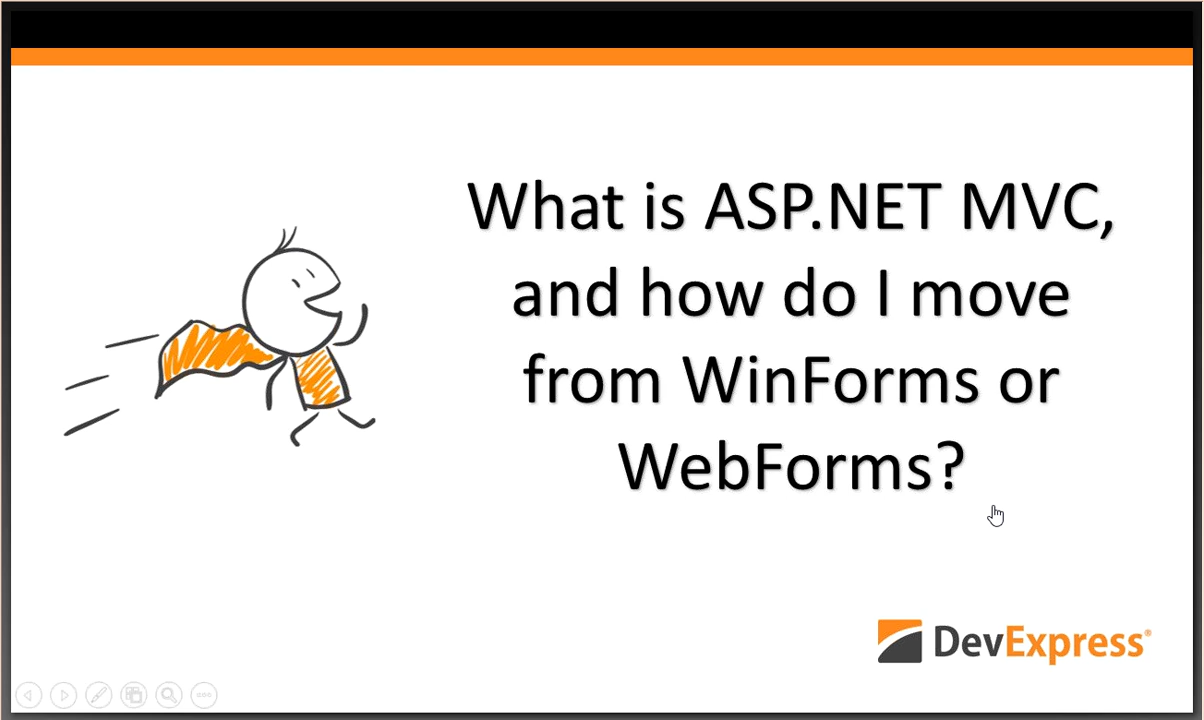 What is ASP.NET MVC,
and how do I move
from WinForms or
WebForms?
DevExpress®